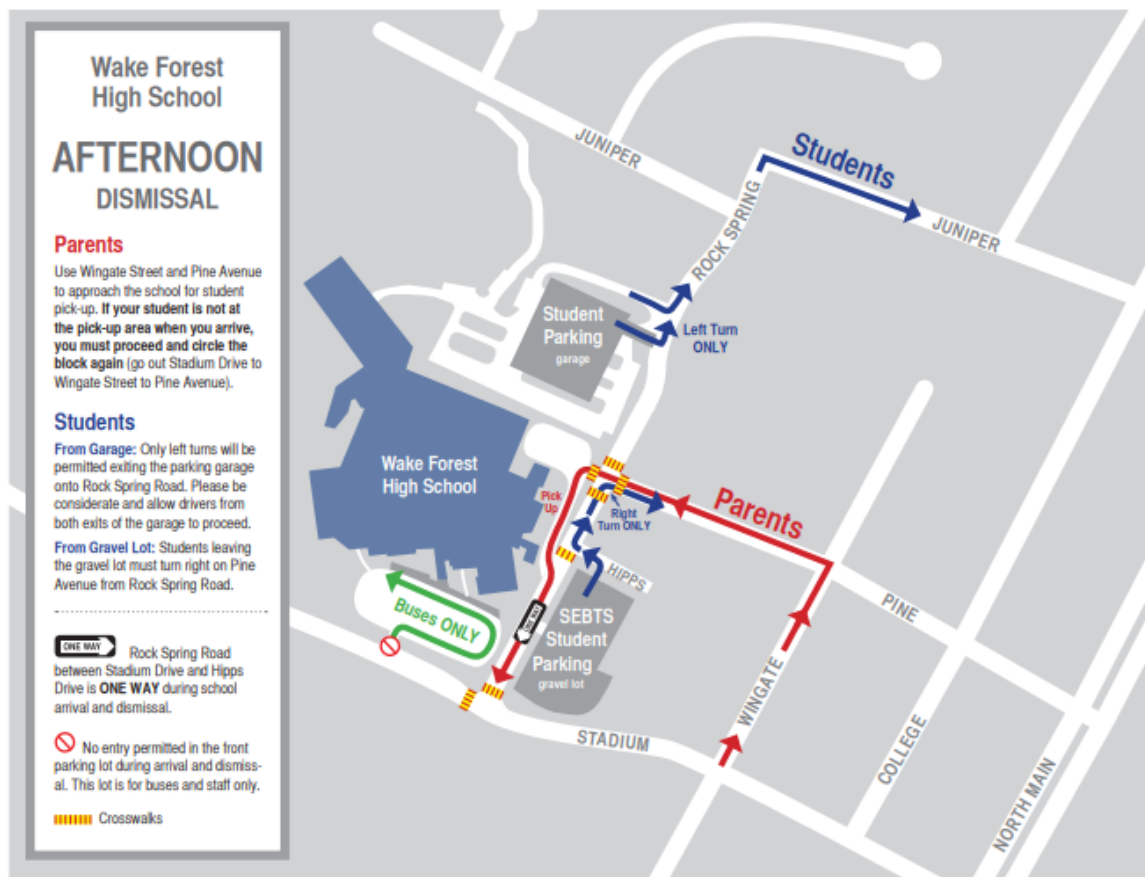 Wake Forest
High School
AFTERNOON
DISMISSAL
Parents
Use Wingate Street and Pine Avenue
to approach the school for student
pick-up. If your student is not at
the pick-up area when you arrive,
you must proceed and circle the
block again (go out Stadium Drive to
Wingate Street to Pine Avenue).
Students
From Garage: Only left turns will be
permitted exiting the parking garage
onto Rock Spring Road. Please be
considerate and allow drivers from
both exits of the garage to proceed.
From Gravel Lot: Students leaving
the gravel lot must turn right on Pine
Avenue from Rock Spring Road.
ONE WAY Rock Spring Road
between Stadium Drive and Hipps
Drive is ONE WAY during school
arrival and dismissal.
No entry permitted in the front
parking lot during arrival and dismiss-
al. This lot is for buses and staff only.
Crosswalks
JUNIPER
Students
JUNIPER
ROCK SPRING
Student
Parking
garage
Left Turn
ONLY
Wake Forest
High School
Pick
Up
Right
Turn ONLY
Parents
HIPPS
PINE
Buses ONLY
ONE WAY
SEBTS
Student
Parking
gravel lot
WINGATE
STADIUM
COLLEGE
NORTH MAIN